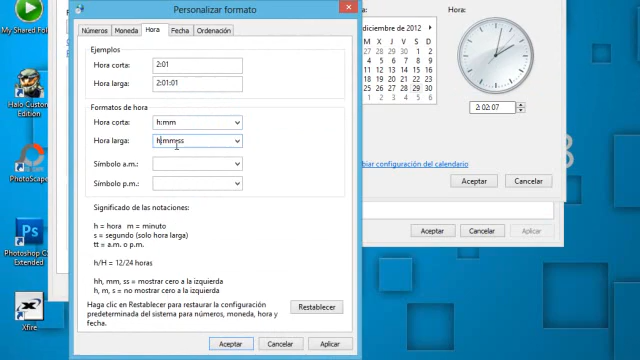 Personalizar formato
Números
Moneda
Hora
Fecha
Ordenación
Ejemplos
Hora corta:
2:01
Hora larga:
2:01:01
Formatos de hora
Hora corta:
h:mm
Hora larga:
Símbolo a.m.:
Símbolo p.m.:
Significado de las notaciones:
h = hora m = minuto
s = segundo (solo hora larga)
tt = a.m. o p.m.
h/H = 12/24 horas
hh, mm, ss = mostrar cero a la izquierda
h, m, s = no mostrar cero a la izquierda
Haga clic en Restablecer para restaurar la configuración
predeterminada del sistema para números, moneda, hora y
fecha.
Restablecer
Aceptar
Cancelar
Aplicar
diciembre de 2012
Hora:
2:02:07
biar configuración del calendario
Aceptar
Cancelar
Aceptar
Cancelar
Aplicar
My Shared Fold
Halo Custom
Edition
PhotoScape
Ps
Photoshop C
Extended
Xfire